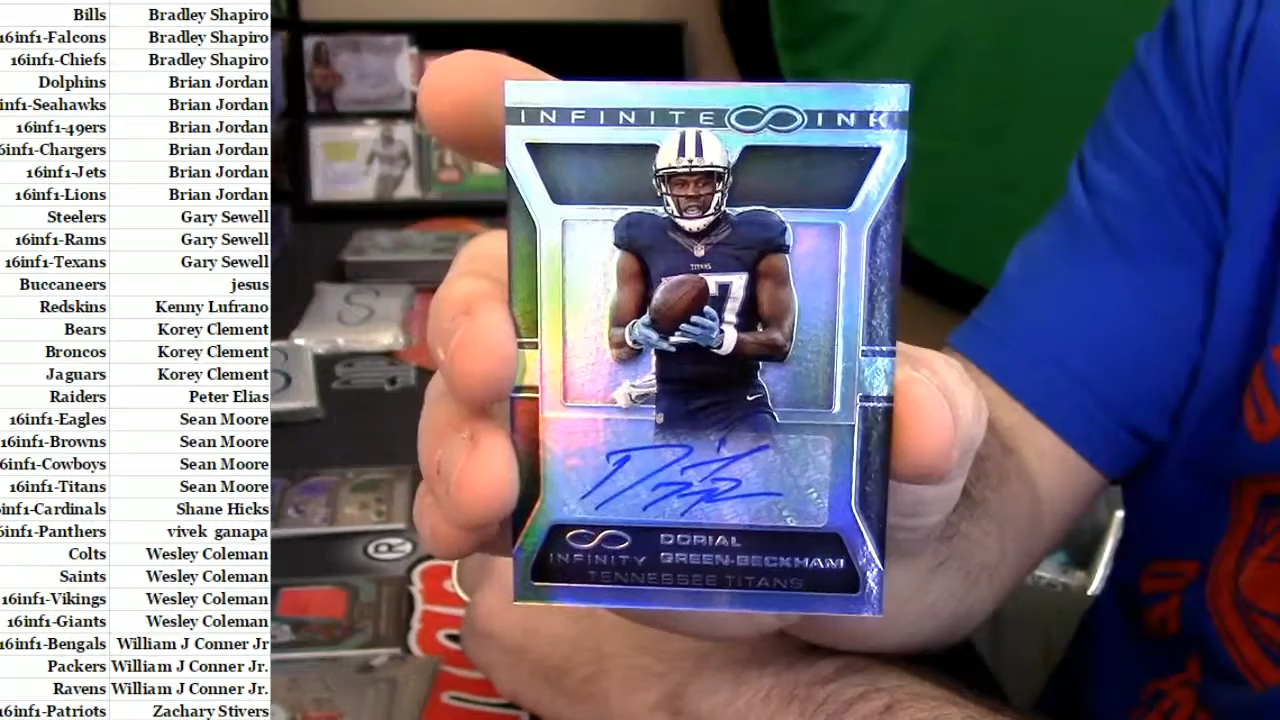 Bills Bradley Shapiro
16inf1-Falcons Bradley Shapiro
16inf1-Chiefs Bradley Shapiro
Dolphins Brian Jordan
inf1-Seahawks Brian Jordan
16inf1-49ers Brian Jordan
6inf1-Chargers Brian Jordan
16inf1-Jets Brian Jordan
16inf1-Lions Brian Jordan
Steelers Gary Sewell
16inf1-Rams Gary Sewell
16inf1-Texans Gary Sewell
Buccaneers jesus
Redskins Kenny Lufrano
Bears Korey Clement
Broncos Korey Clement
Jaguars Korey Clement
Raiders Peter Elias
16inf1-Eagles Sean Moore
16inf1-Browns Sean Moore
6inf1-Cowboys Sean Moore
16inf1-Titans Sean Moore
6inf1-Cardinals Shane Hicks
6inf1-Panthers vivek ganapa
Colts Wesley Coleman
Saints Wesley Coleman
16inf1-Vikings Wesley Coleman
16inf1-Giants Wesley Coleman
16inf1-Bengals William J Conner Jr
Packers William J Conner Jr.
Ravens William J Conner Jr.
16inf1-Patriots Zachary Stivers
INFINITE INK
TITANS
7
INFINITY
DORIAL
GREEN-BECKHAM
TENNESSEE TITANS
S
S
®